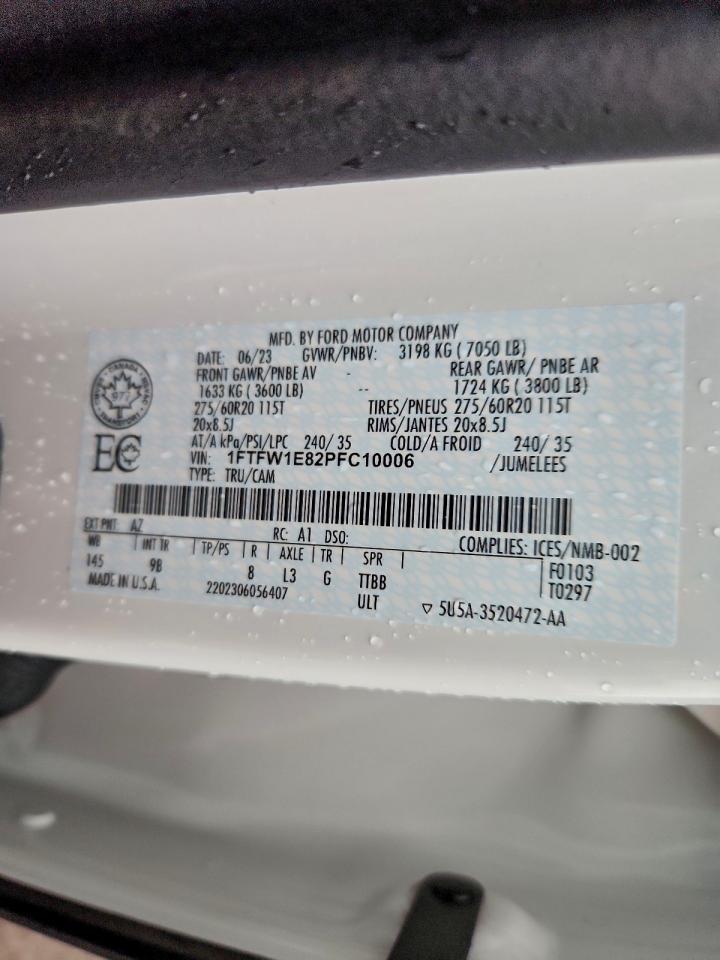 MFD. BY FORD MOTOR COMPANY
DATE: 06/23 GVWR/PNBV: 3198 KG ( 7050 LB)
FRONT GAWR/PNBE AV - REAR GAWR/ PNBE AR
1633 KG ( 3600 LB) -- 1724 KG ( 3800 LB)
275/60R20 115T TIRES/PNEUS 275/60R20 115T
20x8.5J RIMS/JANTES 20x8.5J
AT/A kPa/PSI/LPC 240/ 35 COLD/A FROID 240/ 35
VIN: 1FTFW1E82PFC10006 /JUMELEES
TYPE: TRU/CAM
CANADA
977
TRANSPORT
EC
EXT PNT: AZ RC: A1 DSO: COMPLIES: ICES/NMB-002
WB | INT TR | TP/PS | R | AXLE | TR | SPR | F0103
145 9B 8 L3 G TTBB T0297
MADE IN U.S.A. 2202306056407 ULT ▽ 5U5A-3520472-AA